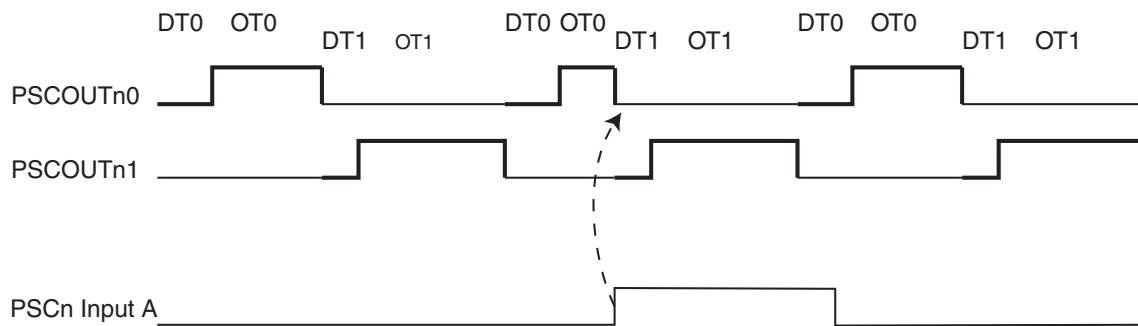 DT0 OT0 DT0 OT0 DT0 OT0
DT1 OT1 DT1 OT1 DT1 OT1
PSCOUTn0
PSCOUTn1
PSCn Input A